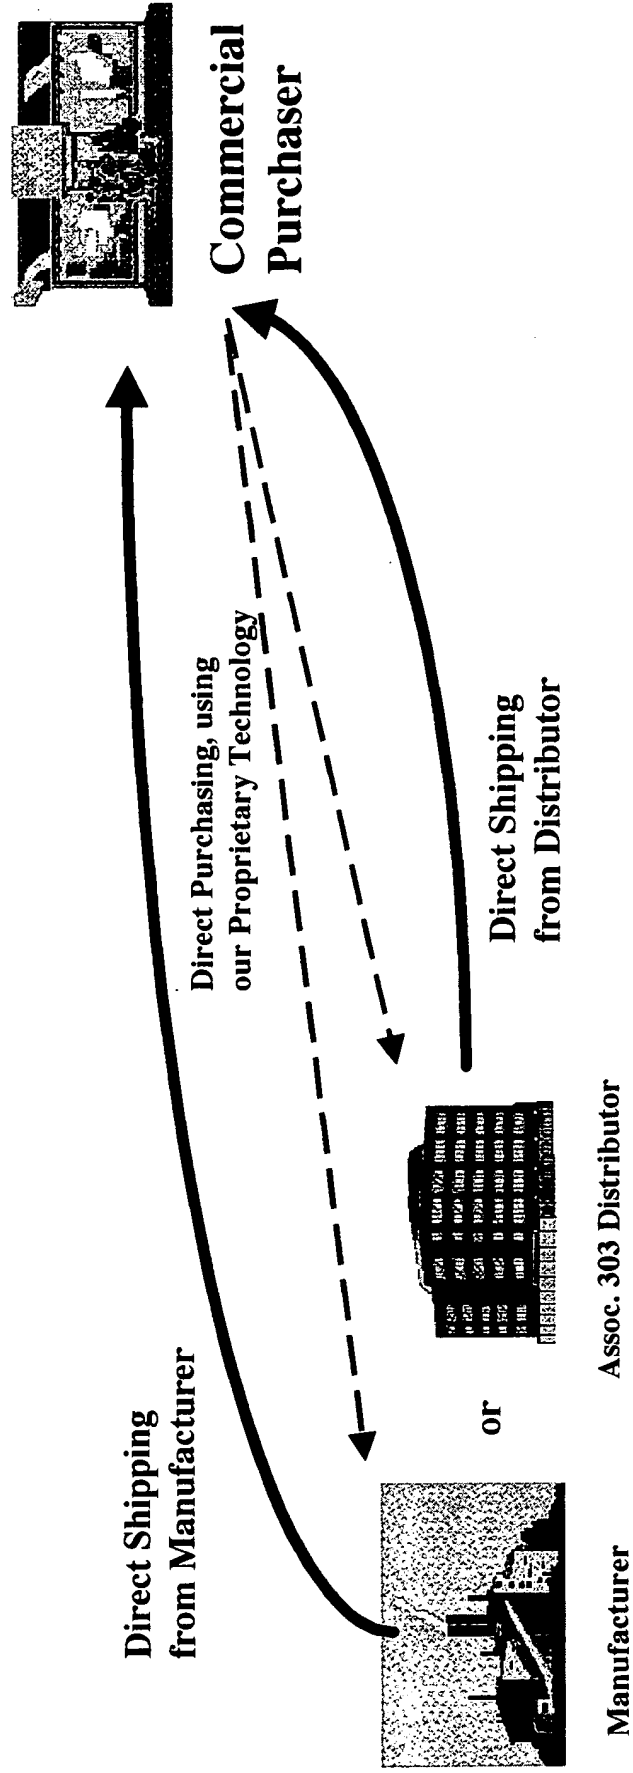 Commercial
Purchaser
Direct Purchasing, using
our Proprietary Technology
Direct Shipping
from Manufacturer
Direct Shipping
from Distributor
or
Manufacturer
Assoc. 303 Distributor